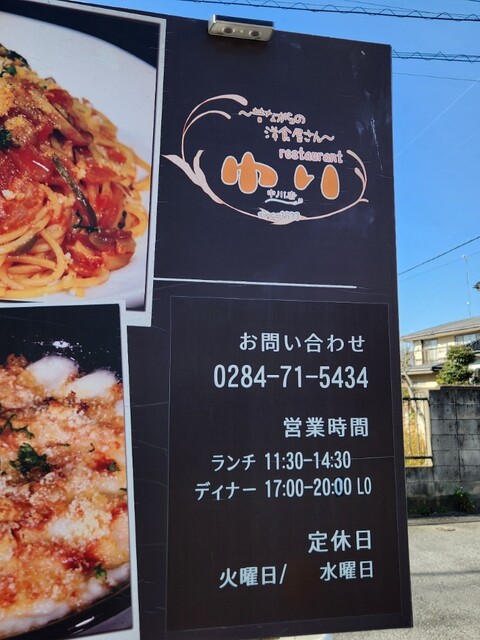 ～昔ながらの
洋食屋さん～
restaurant
中川
お問い合わせ
0284-71-5434
営業時間
ランチ 11:30-14:30
ディナー 17:00-20:00 LO
定休日
火曜日/ 水曜日